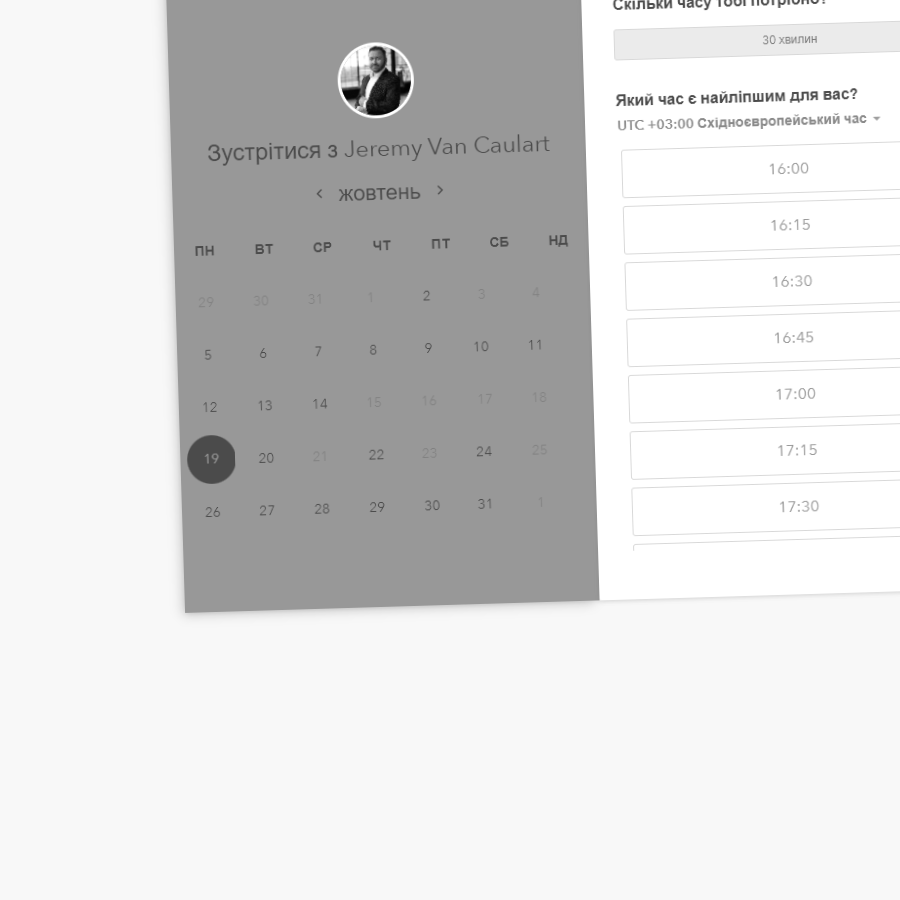 Скільки часу тобі потрібно?
30 хвилин
Зустрітися з Jeremy Van Caulart
жовтень
ПН ВТ СР ЧТ ПТ СБ НД
29 30 31 1 2 3 4
5 6 7 8 9 10 11
12 13 14 15 16 17 18
19 20 21 22 23 24 25
26 27 28 29 30 31 1
Який час є найліпшим для вас?
UTC +03:00 Східноєвропейський час
16:00
16:15
16:30
16:45
17:00
17:15
17:30